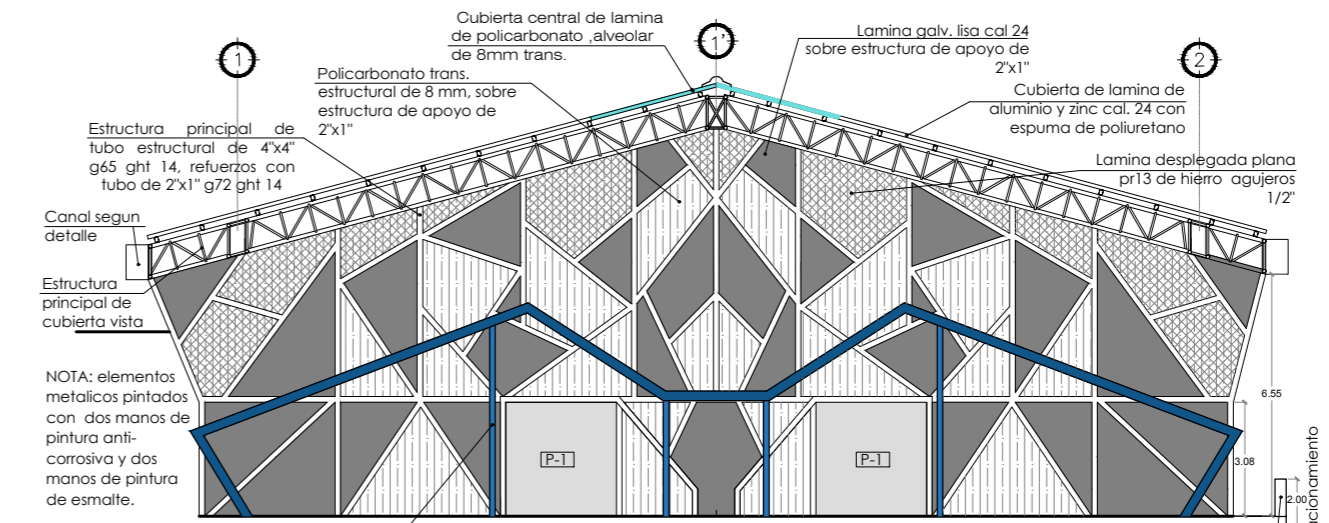 Cubierta central de lamina
de policarbonato ,alveolar
de 8mm trans.
Lamina galv. lisa cal 24
sobre estructura de apoyo de
2"x1"
1
1'
2
Policarbonato trans.
estructural de 8 mm, sobre
estructura de apoyo de
2"x1"
Cubierta de lamina de
aluminio y zinc cal. 24 con
espuma de poliuretano
Estructura principal de
tubo estructural de 4"x4"
g65 ght 14, refuerzos con
tubo de 2"x1" g72 ght 14
Lamina desplegada plana
pr13 de hierro agujeros
1/2"
Canal segun
detalle
Estructura
principal de
cubierta vista
NOTA: elementos
metalicos pintados
con dos manos de
pintura anti-
corrosiva y dos
manos de pintura
de esmalte.
P-1
P-1
6.55
3.08
2.00